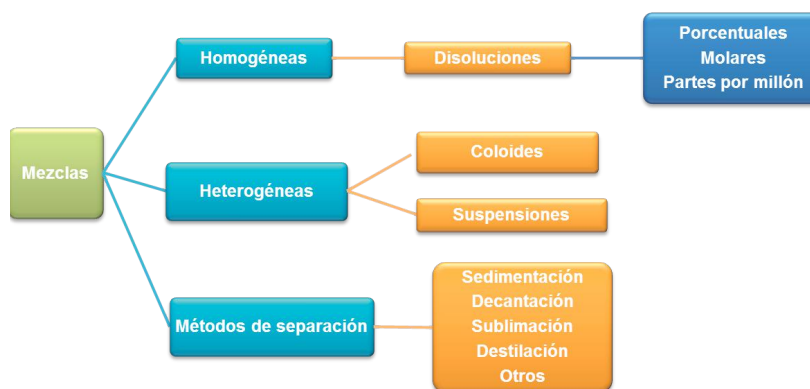 Mezclas
Homogéneas
Disoluciones
Porcentuales
Molares
Partes por millón
Heterogéneas
Coloides
Suspensiones
Métodos de separación
Sedimentación
Decantación
Sublimación
Destilación
Otros